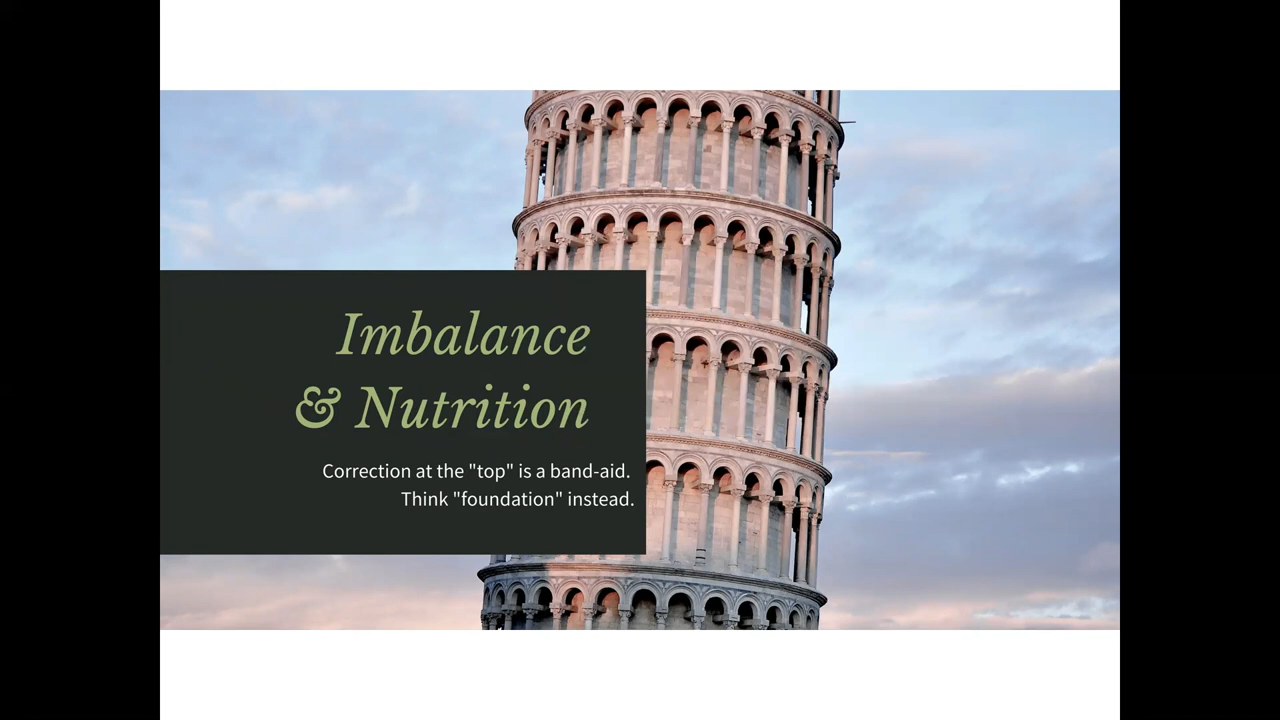 Imbalance
& Nutrition
Correction at the "top" is a band-aid.
Think "foundation" instead.